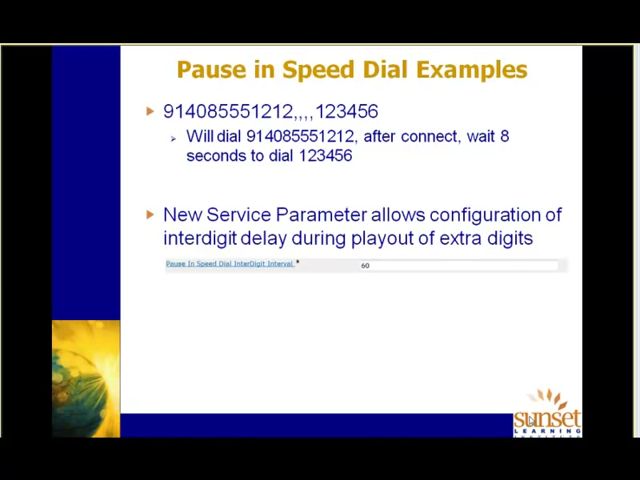 Pause in Speed Dial Examples
914085551212,,,,123456
Will dial 914085551212, after connect, wait 8
seconds to dial 123456
New Service Parameter allows configuration of
interdigit delay during playout of extra digits
Pause In Speed Dial InterDigit Interval * 60
sunset
LEARNING
INSTITUTE